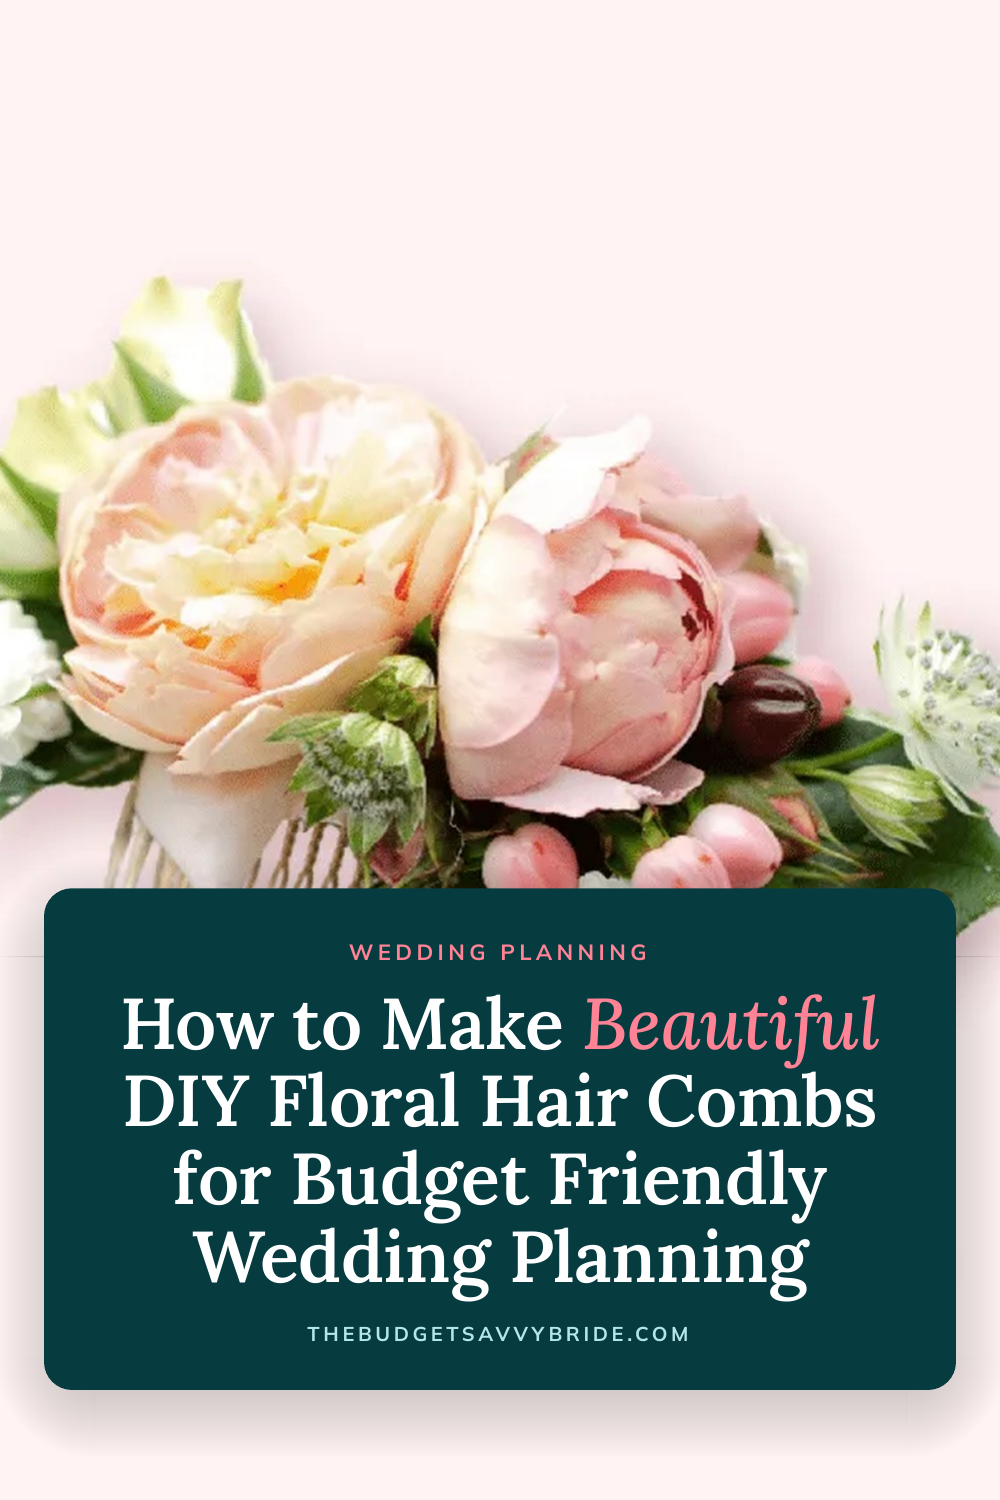 WEDDING PLANNING
How to Make Beautiful
DIY Floral Hair Combs
for Budget Friendly
Wedding Planning
THEBUDGETSAVVYBRIDE.COM